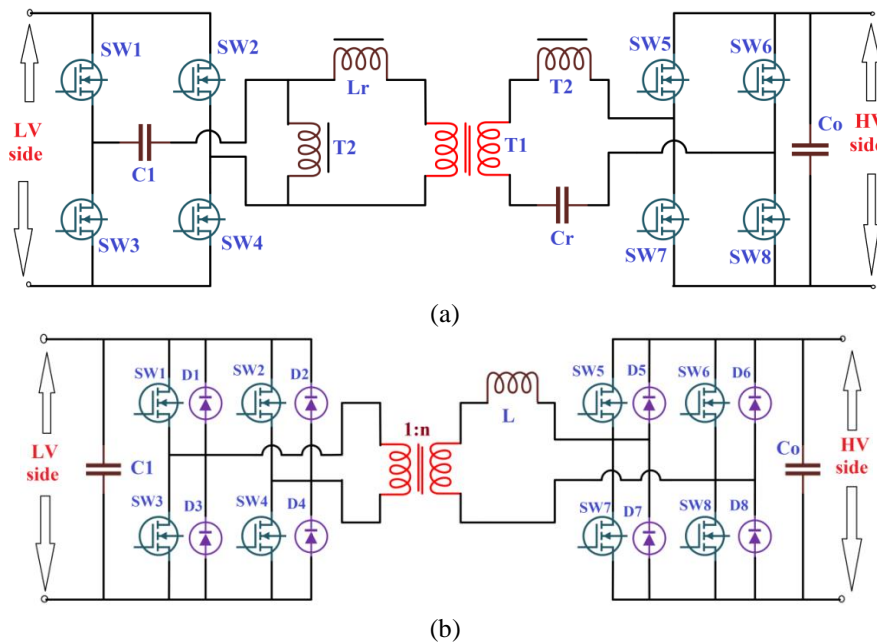 SW1
SW2
Lr
T2
SW5
SW6
LV
side
C1
T2
T1
Co
HV
side
SW3
SW4
Cr
SW7
SW8
(a)
SW1
D1
SW2
D2
SW5
D5
SW6
D6
1:n
L
LV
side
C1
Co
HV
side
SW3
D3
SW4
D4
SW7
D7
SW8
D8
(b)